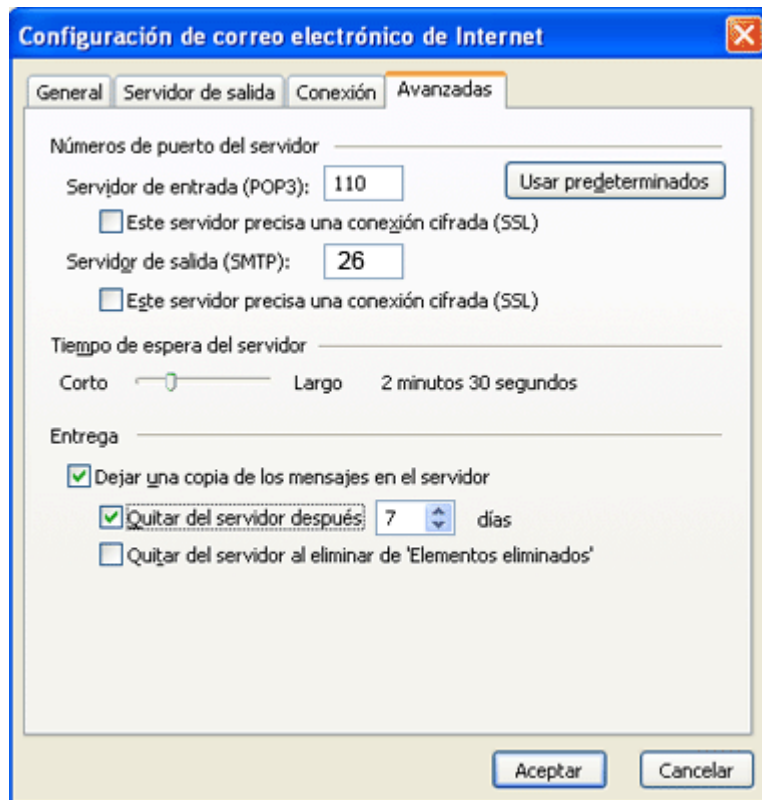 Configuración de correo electrónico de Internet
General Servidor de salida Conexión Avanzadas
Números de puerto del servidor
Servidor de entrada (POP3): 110 Usar predeterminados
Este servidor precisa una conexión cifrada (SSL)
Servidor de salida (SMTP): 26
Este servidor precisa una conexión cifrada (SSL)
Tiempo de espera del servidor
Corto Largo 2 minutos 30 segundos
Entrega
Dejar una copia de los mensajes en el servidor
Quitar del servidor después 7 días
Quitar del servidor al eliminar de 'Elementos eliminados'
Aceptar Cancelar